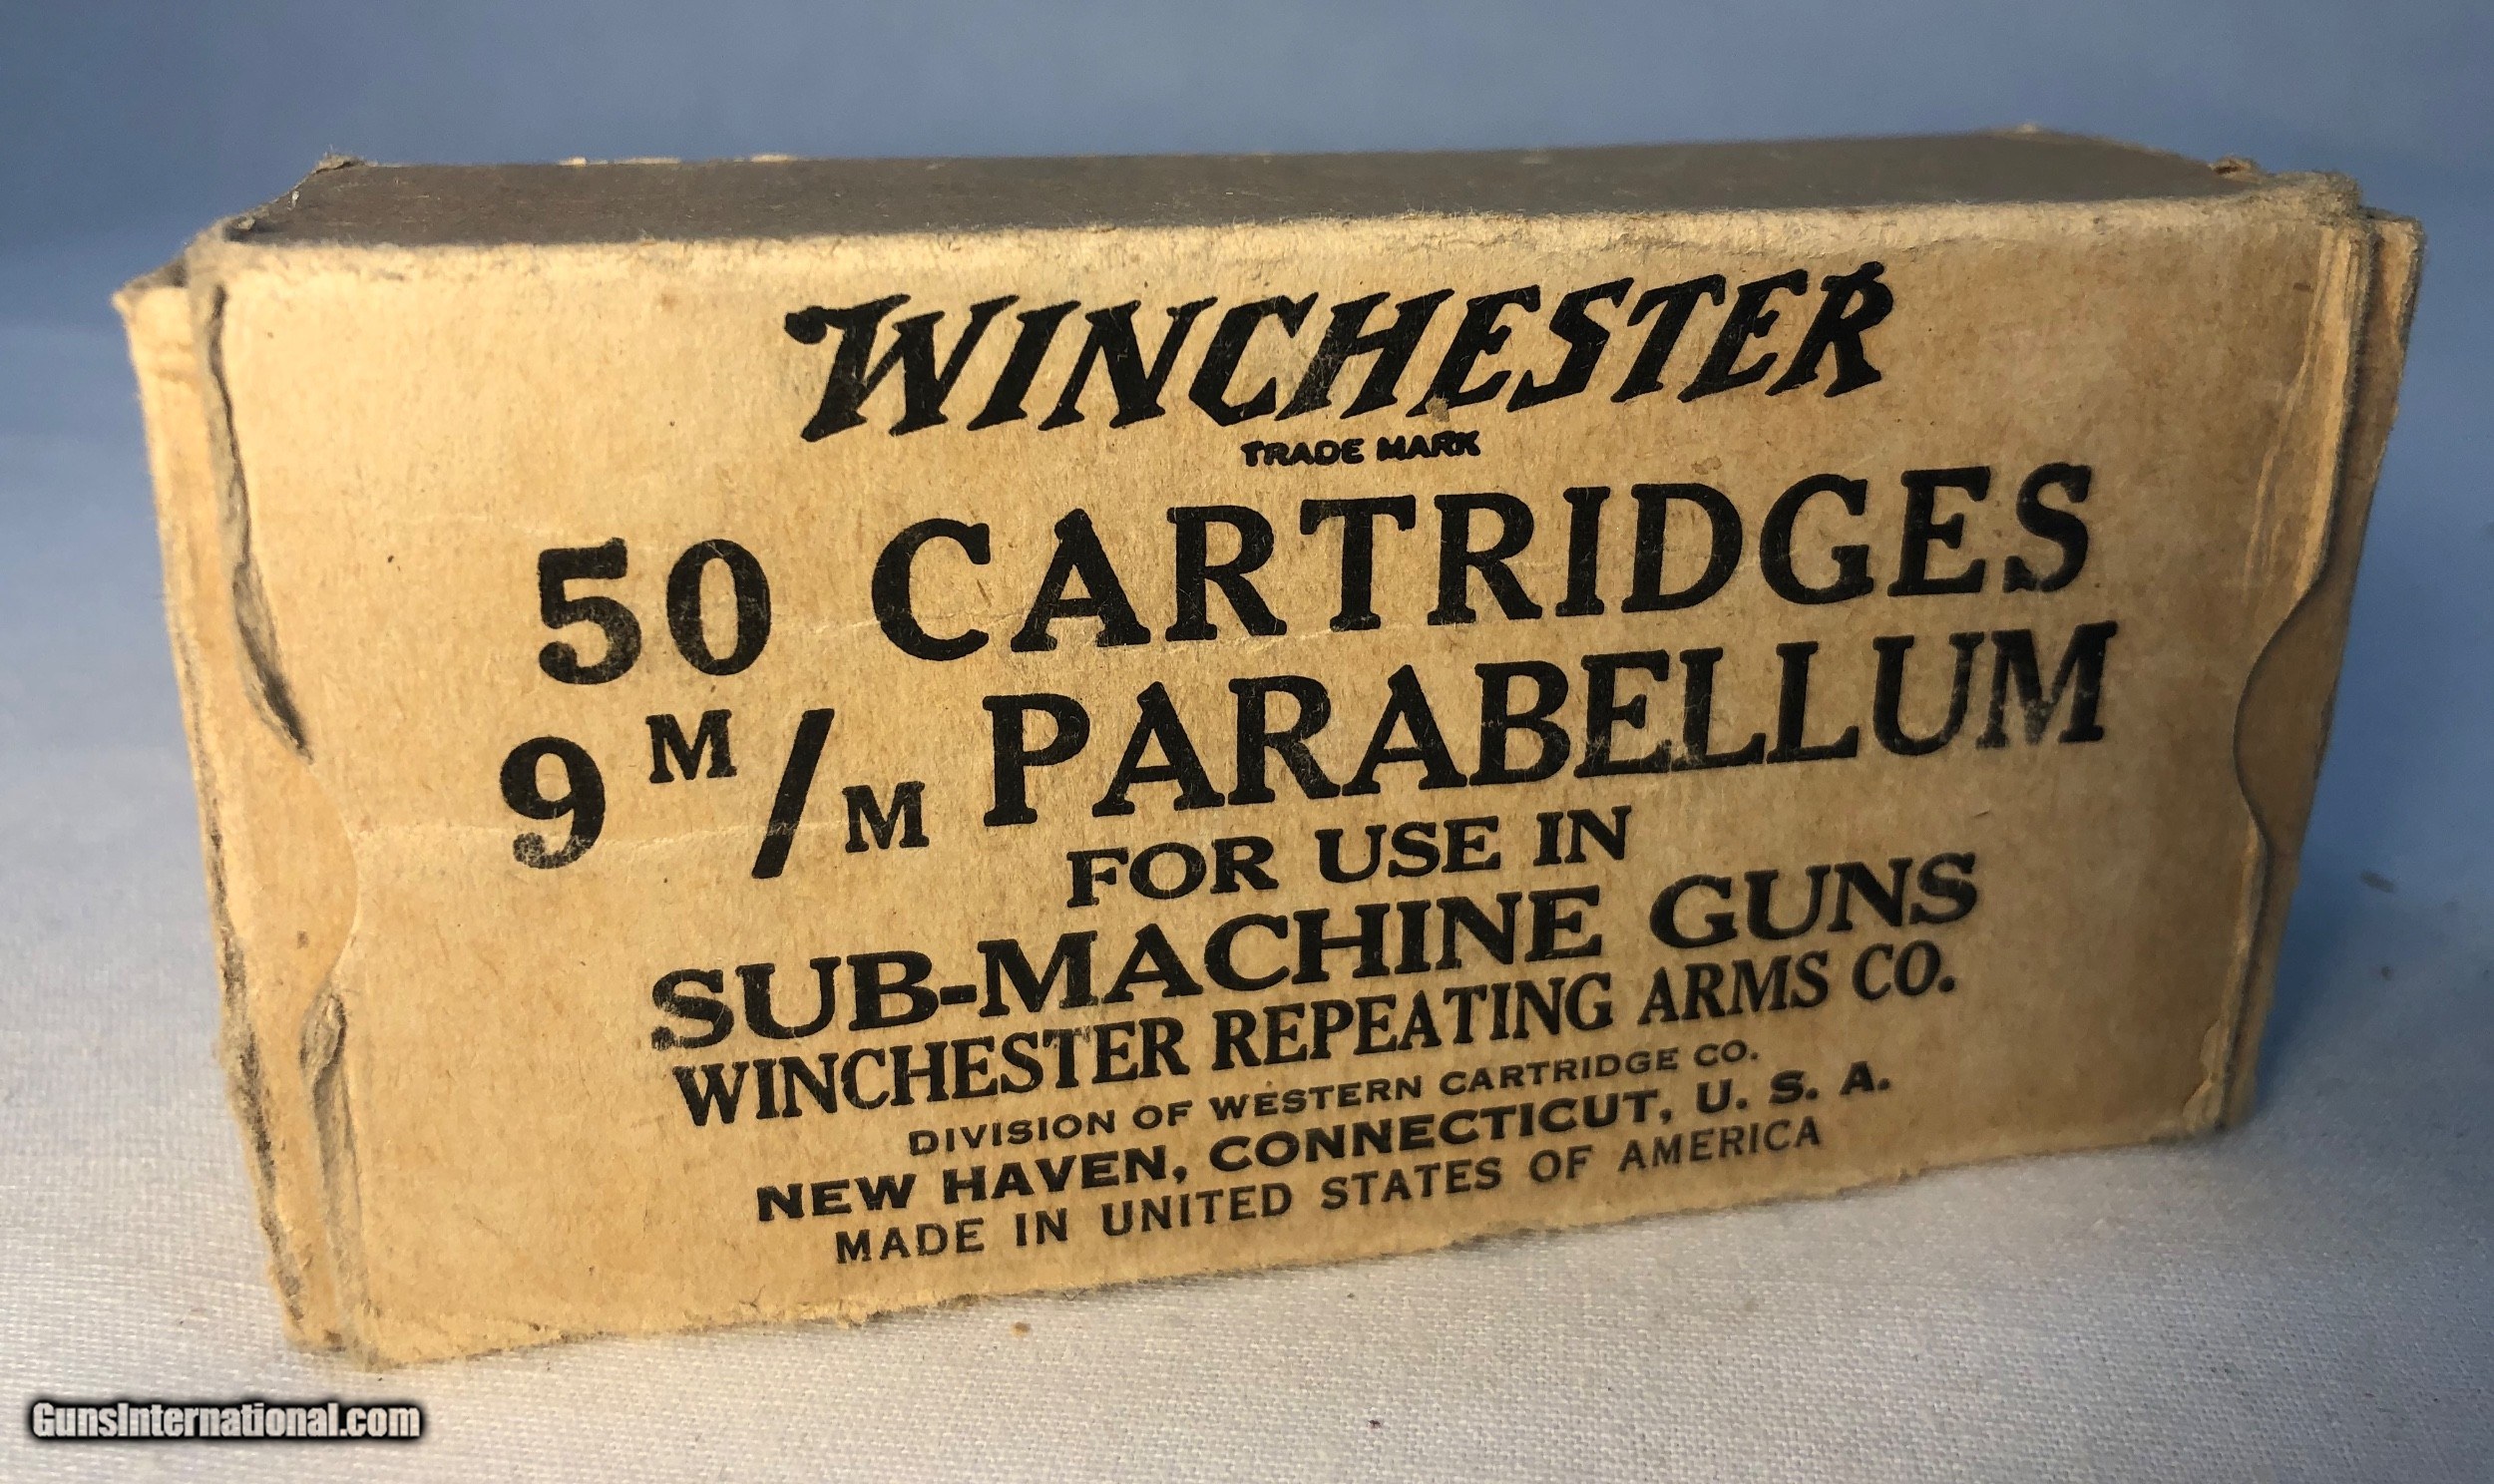 WINCHESTER
TRADE MARK
50 CARTRIDGES
9 M/M PARABELLUM
FOR USE IN
SUB-MACHINE GUNS
WINCHESTER REPEATING ARMS CO.
DIVISION OF WESTERN CARTRIDGE CO.
NEW HAVEN, CONNECTICUT, U. S. A.
MADE IN UNITED STATES OF AMERICA
GunsInternational.com